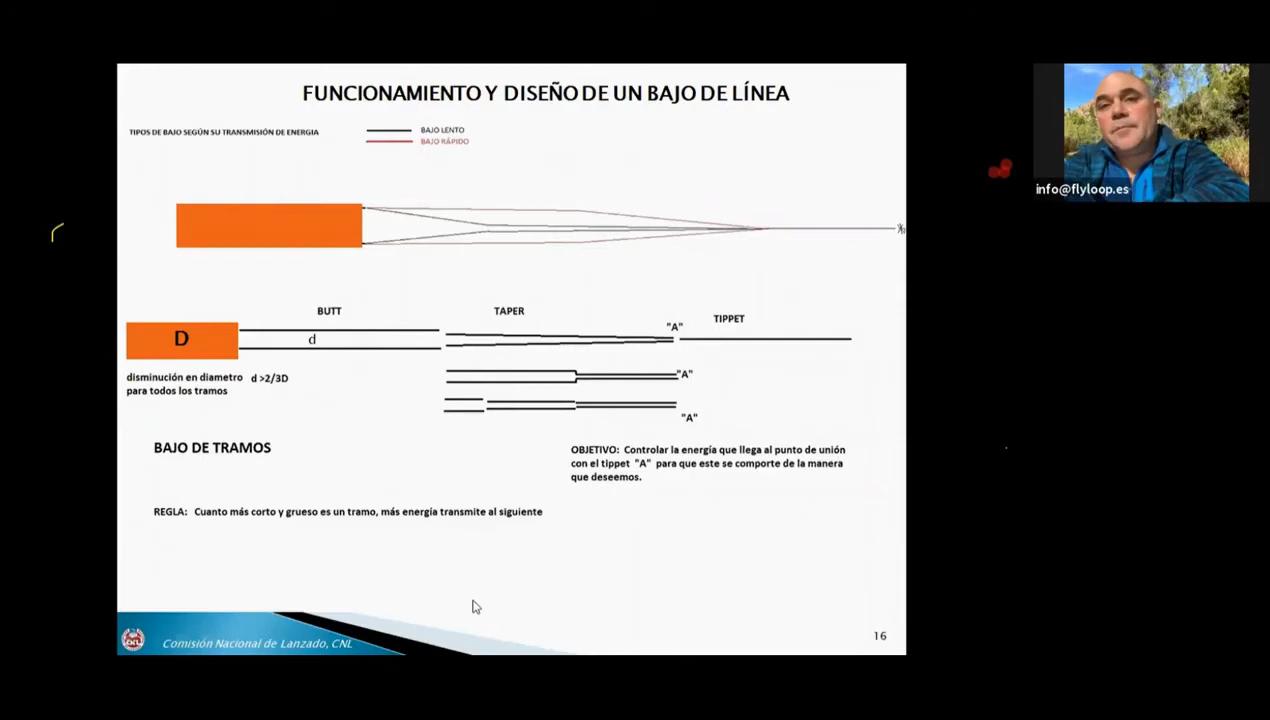 FUNCIONAMIENTO Y DISEÑO DE UN BAJO DE LÍNEA
TIPOS DE BAJO SEGÚN SU TRANSMISIÓN DE ENERGIA
BAJO LENTO
BAJO RÁPIDO
info@flyloop.es
BUTT
TAPER
TIPPET
"A"
D
d
disminución en diametro
para todos los tramos
d >2/3D
"A"
"A"
BAJO DE TRAMOS
OBJETIVO: Controlar la energía que llega al punto de unión
con el tippet "A" para que este se comporte de la manera
que deseemos.
REGLA: Cuanto más corto y grueso es un tramo, más energía transmite al siguiente
Comisión Nacional de Lanzado, CNL
16